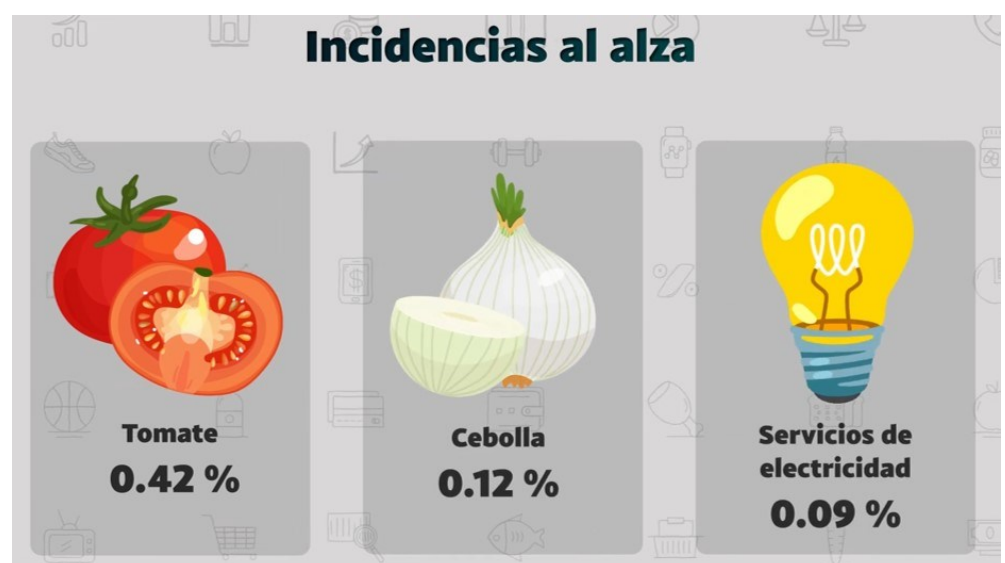 Incidencias al alza
Tomate
0.42 %
Cebolla
0.12 %
Servicios de
electricidad
0.09 %